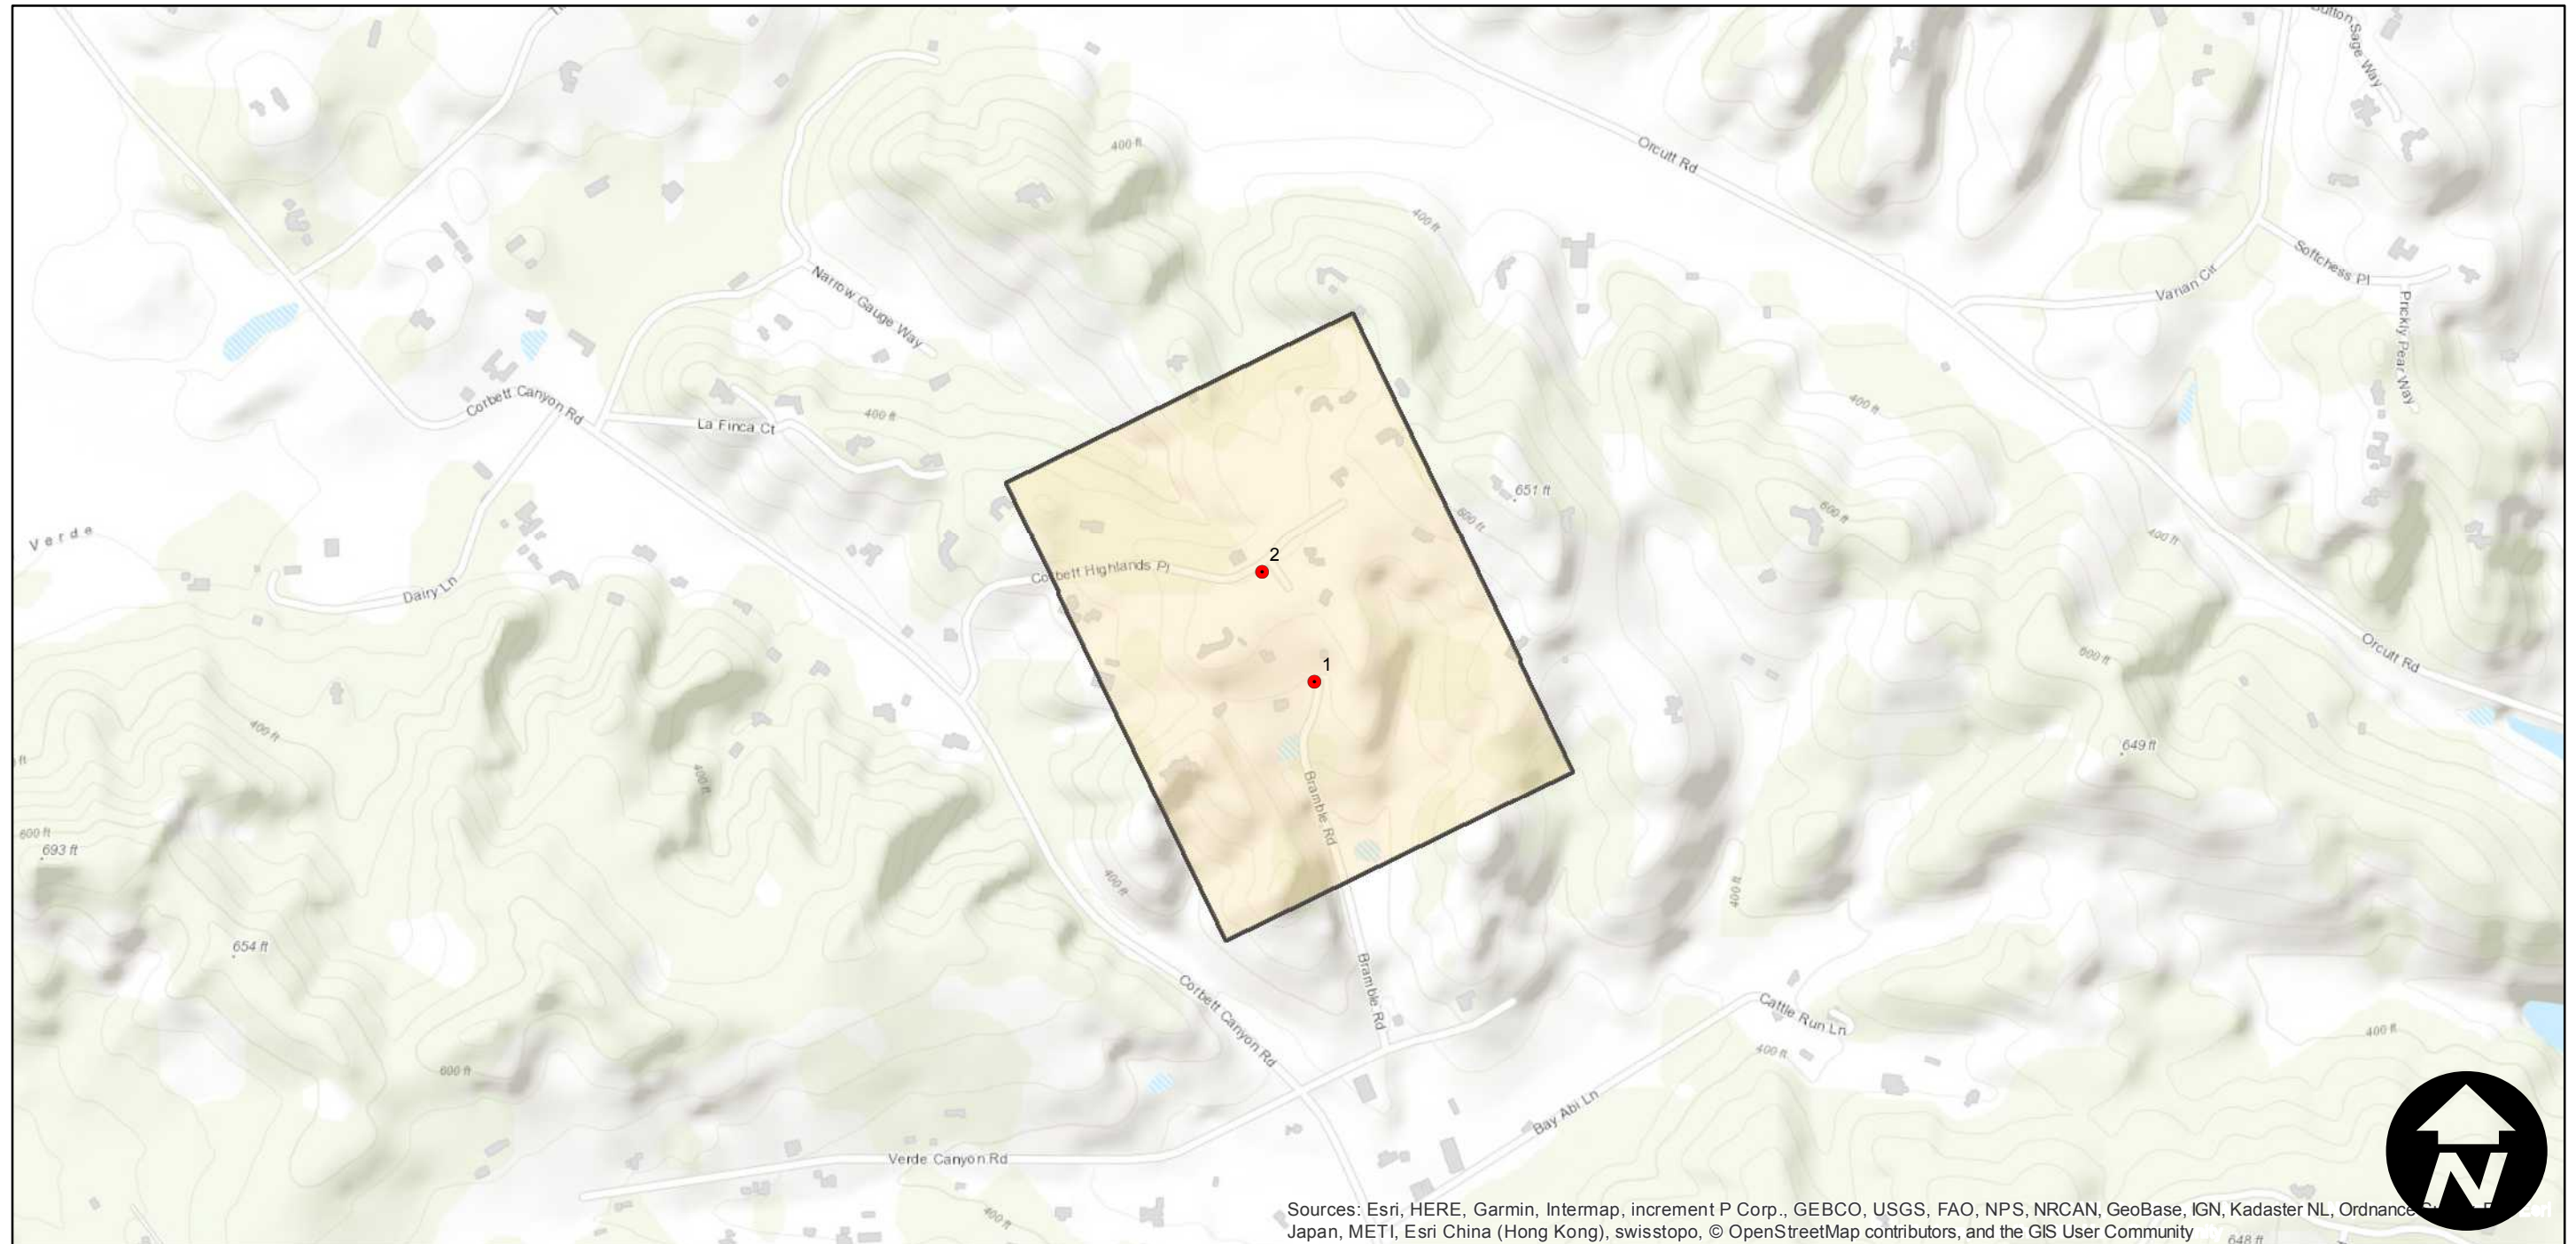 Button Sage Way
400 ft
Orcutt Rd
400 ft
Softchess Pl
Narrow Gauge Way
Varian Cir
Prickly Pear Way
Corbett Canyon Rd
400 ft
La Finca Ct
400 ft
651 ft
600 ft
600 ft
Verde
400 ft
2
Corbett Highlands Pl
Dairy Ln
1
600 ft
Orcutt Rd
400 ft
649 ft
ft
400 ft
Bramble Rd
600 ft
693 ft
400 ft
400 ft
654 ft
Corbett Canyon Rd
Bramble Rd
Cattle Run Ln
400 ft
400 ft
600 ft
Bay Abi Ln
Verde Canyon Rd
400 ft
N
Sources: Esri, HERE, Garmin, Intermap, increment P Corp., GEBCO, USGS, FAO, NPS, NRCAN, GeoBase, IGN, Kadaster NL, Ordnance
Japan, METI, Esri China (Hong Kong), swisstopo, © OpenStreetMap contributors, and the GIS User Community
648 ft